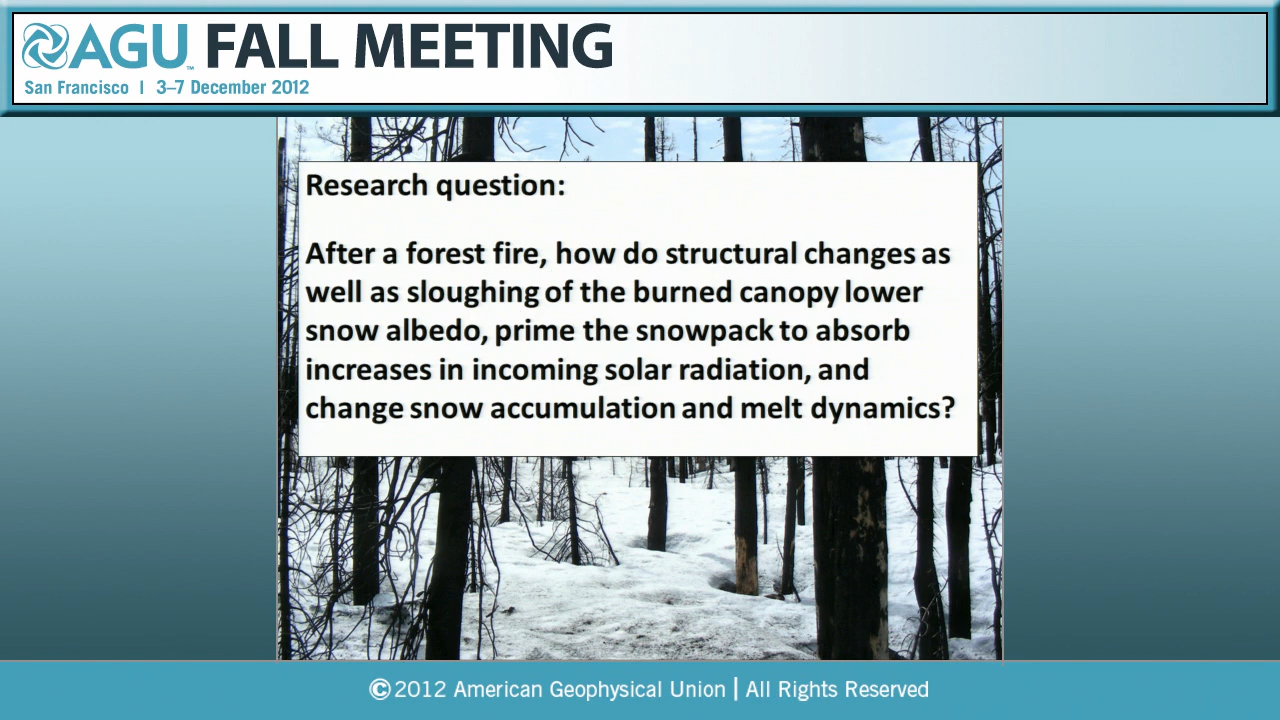 AGU™ FALL MEETING
San Francisco | 3–7 December 2012
Research question:
After a forest fire, how do structural changes as
well as sloughing of the burned canopy lower
snow albedo, prime the snowpack to absorb
increases in incoming solar radiation, and
change snow accumulation and melt dynamics?
©2012 American Geophysical Union | All Rights Reserved